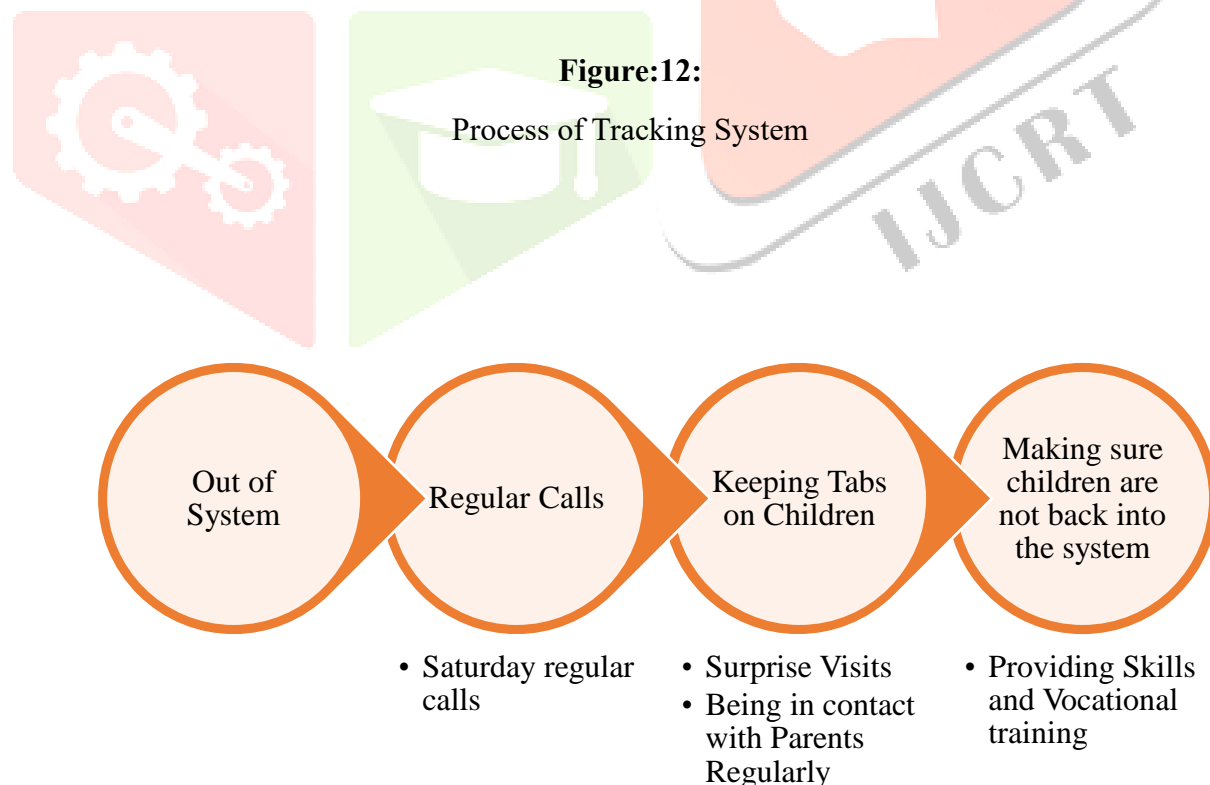 Figure:12:
Process of Tracking System
IJCRT
Out of
System
Regular Calls
Keeping Tabs
on Children
Making sure
children are
not back into
the system
• Saturday regular
calls
• Surprise Visits
• Being in contact
with Parents
Regularly
• Providing Skills
and Vocational
training